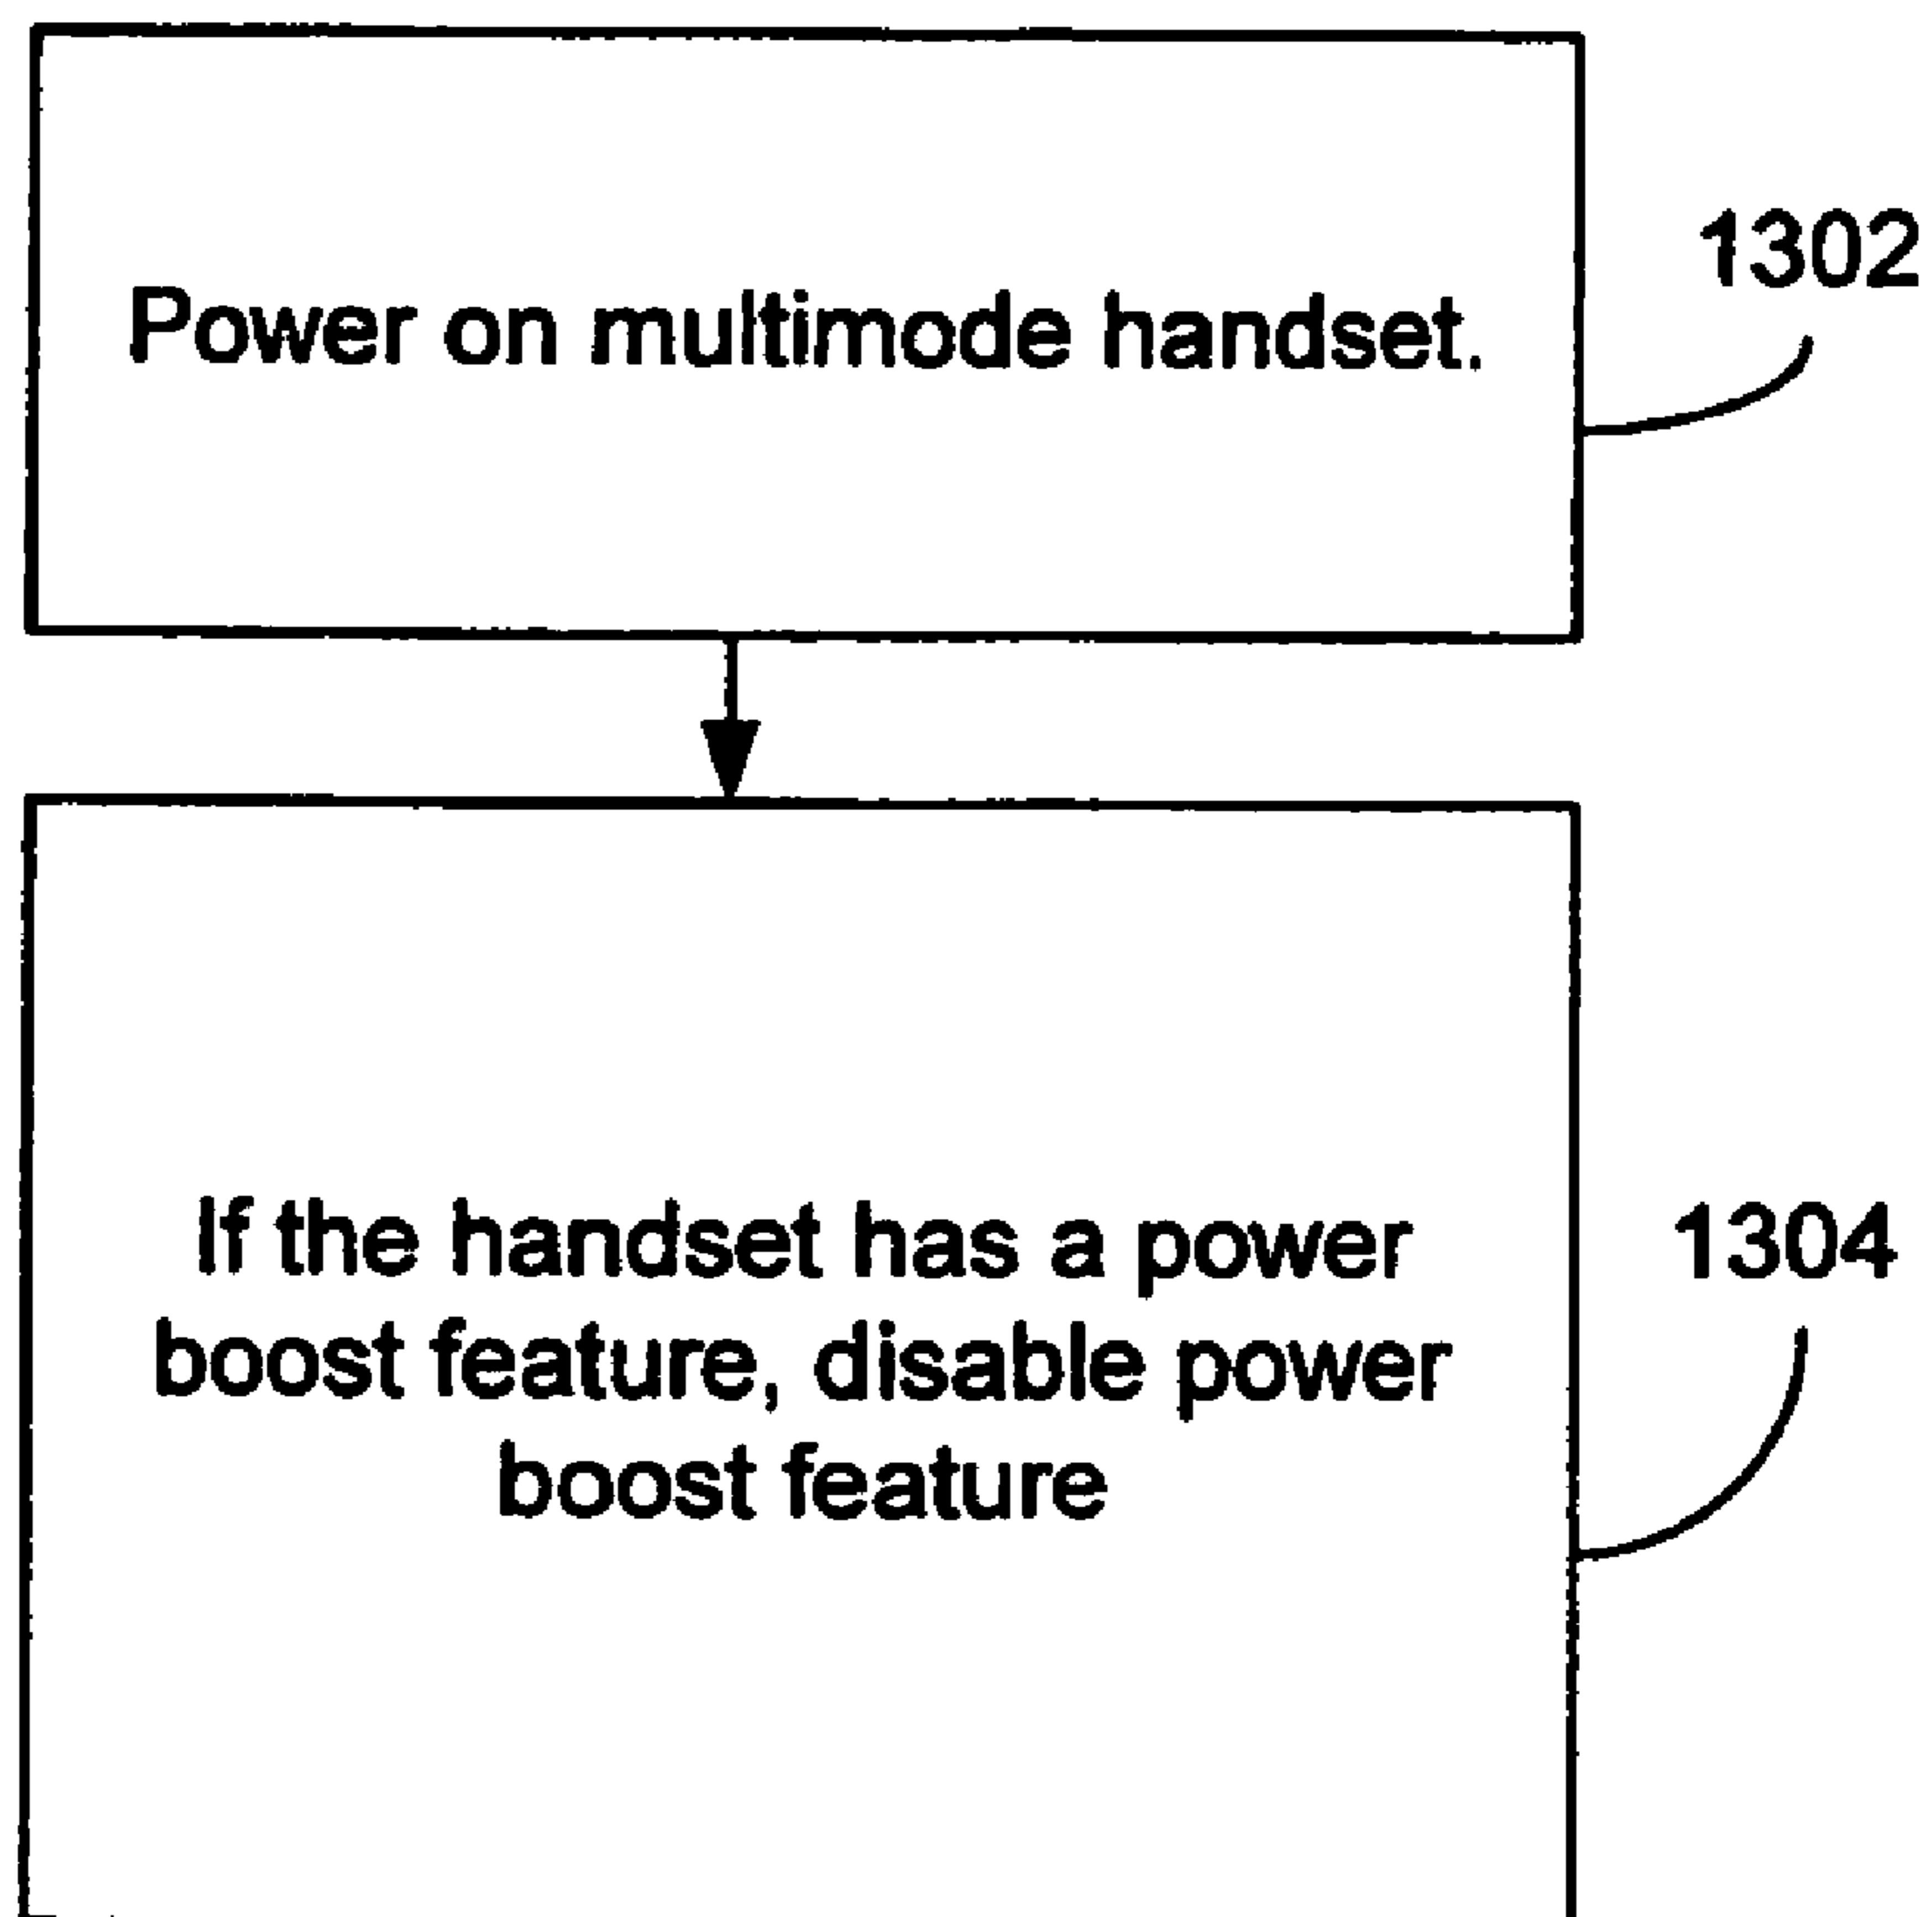 Power on multimode handset.
1302
If the handset has a power
boost feature, disable power
boost feature
1304